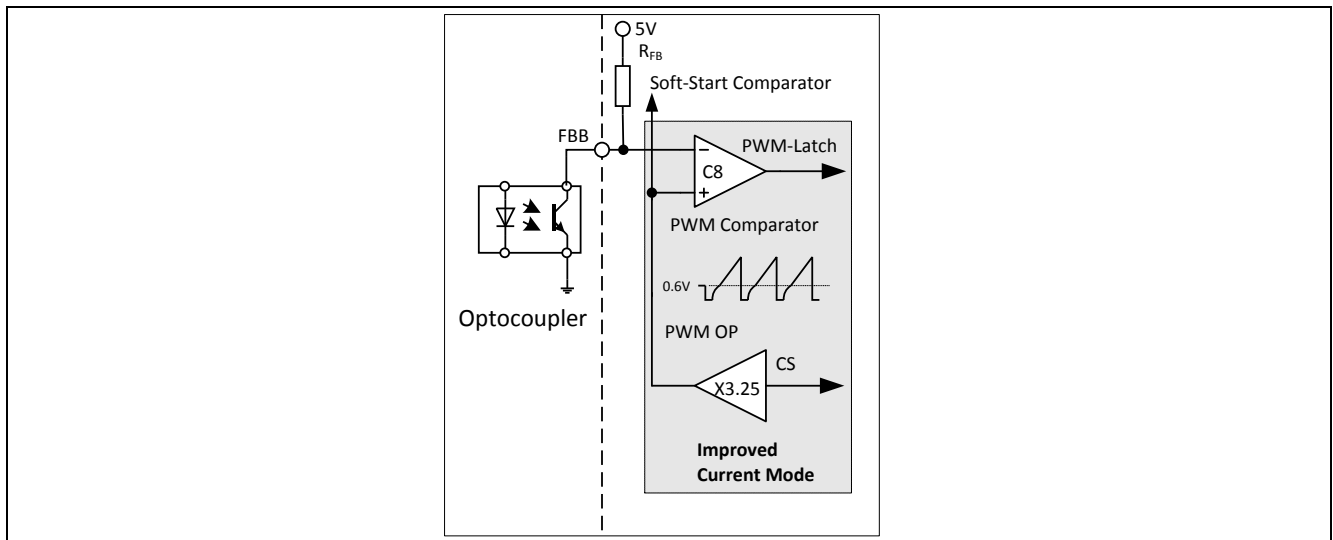 5V
RFB
Soft-Start Comparator
FBB
PWM-Latch
−
C8
+
PWM Comparator
0.6V
Optocoupler
PWM OP
CS
X3.25
Improved
Current Mode